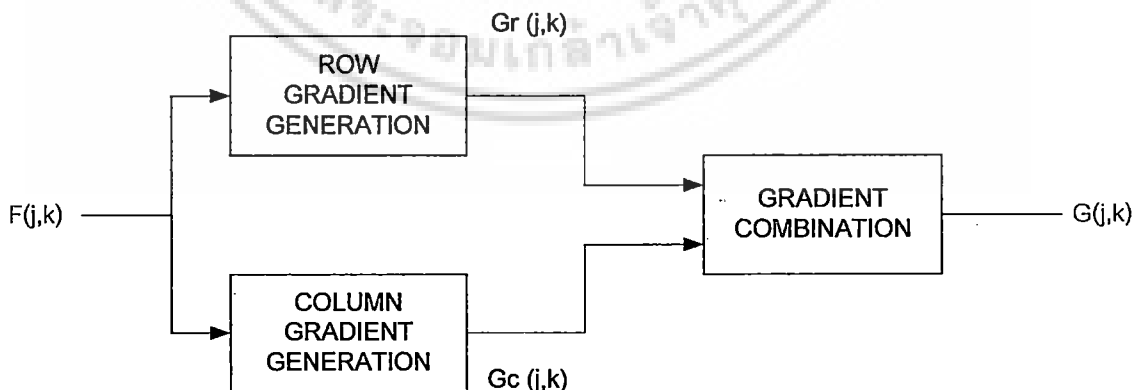 Gr (j,k)
ROW
GRADIENT
GENERATION
F(j,k)
GRADIENT
COMBINATION
G(j,k)
COLUMN
GRADIENT
GENERATION
Gc (j,k)